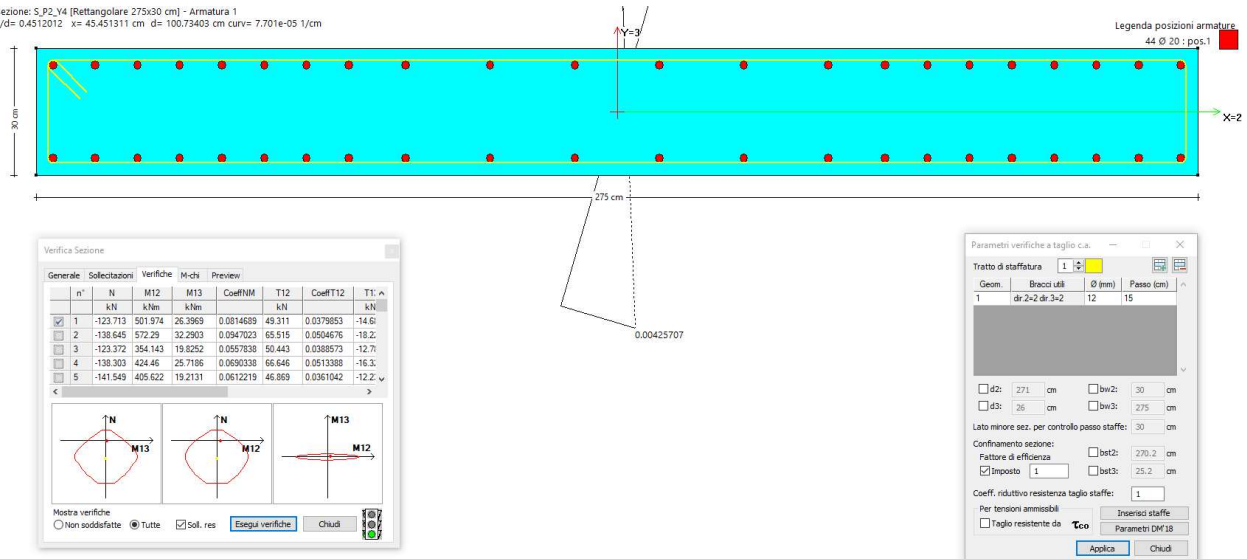 ezione: S_P2_Y4 [Rettangolare 275x30 cm] - Armatura 1
/d= 0.4512012 x= 45.451311 cm d= 100.73403 cm curv= 7.701e-05 1/cm
Y=3
Legenda posizioni armature
44 Ø 20 : pos.1
30 cm
X=2
275 cm
0.00425707
Verifica Sezione
Generale Sollecitazioni Verifiche M-chi Preview
n° N M12 M13 CoeffNM T12 CoeffT12
kN kNm kNm kN kN
1 -123.713 501.974 26.3969 0.0814689 49.311 0.0379853
2 -138.645 572.29 32.2903 0.0947023 65.515 0.0504676
3 -123.372 354.143 19.8252 0.0557838 50.443 0.0388573
4 -138.303 424.46 25.7186 0.0690338 66.646 0.0513388
5 -141.549 405.622 19.2131 0.0612219 46.869 0.0361042
N
M13
N
M12
M13
M12
Mostra verifiche
Non soddisfatte Tutte Soll. res Esegui verifiche Chiudi
Parametri verifiche a taglio c.a.
Tratto di staffatura 1
Geom. Bracci utili Ø (mm) Passo (cm)
1 dir.2=2 dir.3=2 12 15
d2: 271 cm bw2: 30 cm
d3: 26 cm bw3: 275 cm
Lato minore sez. per controllo passo staffe: 30 cm
Confinamento sezione:
Fattore di efficienza
Imposto 1
bst2: 270.2 cm
bst3: 25.2 cm
Coeff. riduttivo resistenza taglio staffe: 1
Per tensioni ammissibili
Taglio resistente da τco
Inserisci staffe
Parametri DM'18
Applica Chiudi